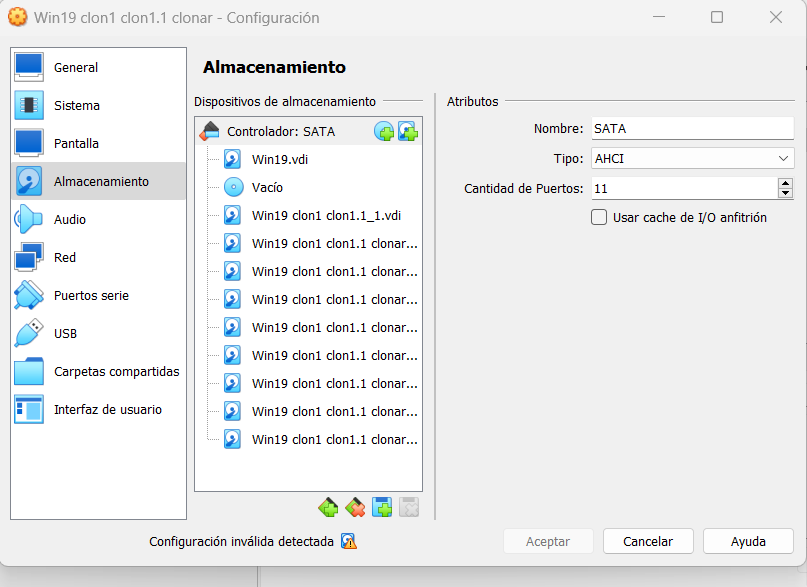 Win19 clon1 clon1.1 clonar - Configuración
General
Sistema
Pantalla
Almacenamiento
Audio
Red
Puertos serie
USB
Carpetas compartidas
Interfaz de usuario
Almacenamiento
Dispositivos de almacenamiento
Controlador: SATA
Win19.vdi
Vacío
Win19 clon1 clon1.1_1.vdi
Win19 clon1 clon1.1 clonar...
Win19 clon1 clon1.1 clonar...
Win19 clon1 clon1.1 clonar...
Win19 clon1 clon1.1 clonar...
Win19 clon1 clon1.1 clonar...
Win19 clon1 clon1.1 clonar...
Win19 clon1 clon1.1 clonar...
Win19 clon1 clon1.1 clonar...
Atributos
Nombre: SATA
Tipo: AHCI
Cantidad de Puertos: 11
Usar cache de I/O anfitrión
Configuración inválida detectada
Aceptar
Cancelar
Ayuda